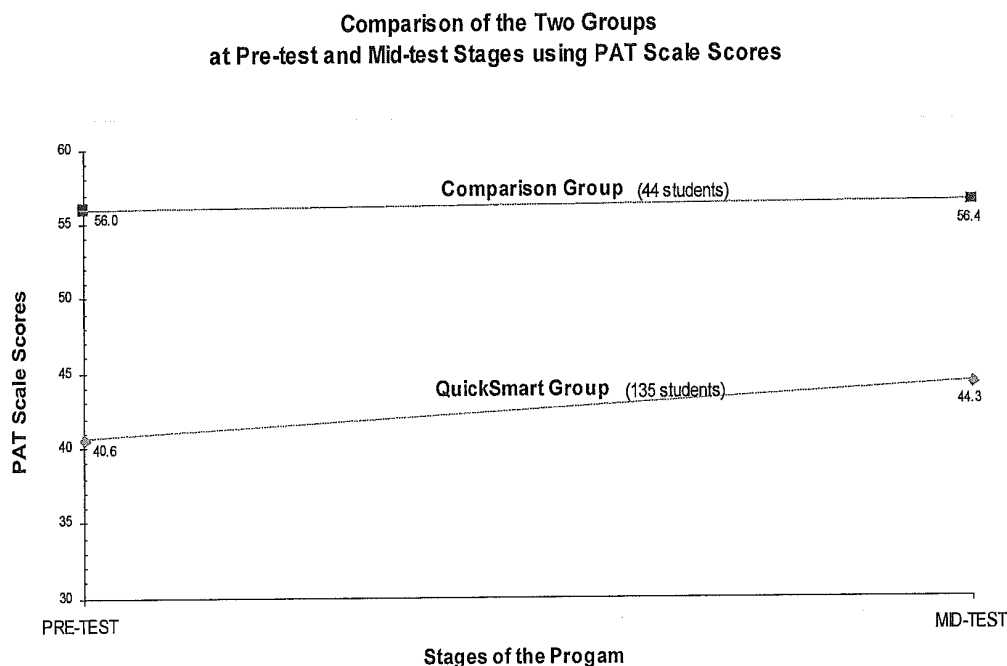 Comparison of the Two Groups
at Pre-test and Mid-test Stages using PAT Scale Scores
60
Comparison Group (44 students)
56.0
56.4
55
50
PAT Scale Scores
45
QuickSmart Group (135 students)
44.3
40
40.6
35
30
PRE-TEST
MID-TEST
Stages of the Progam